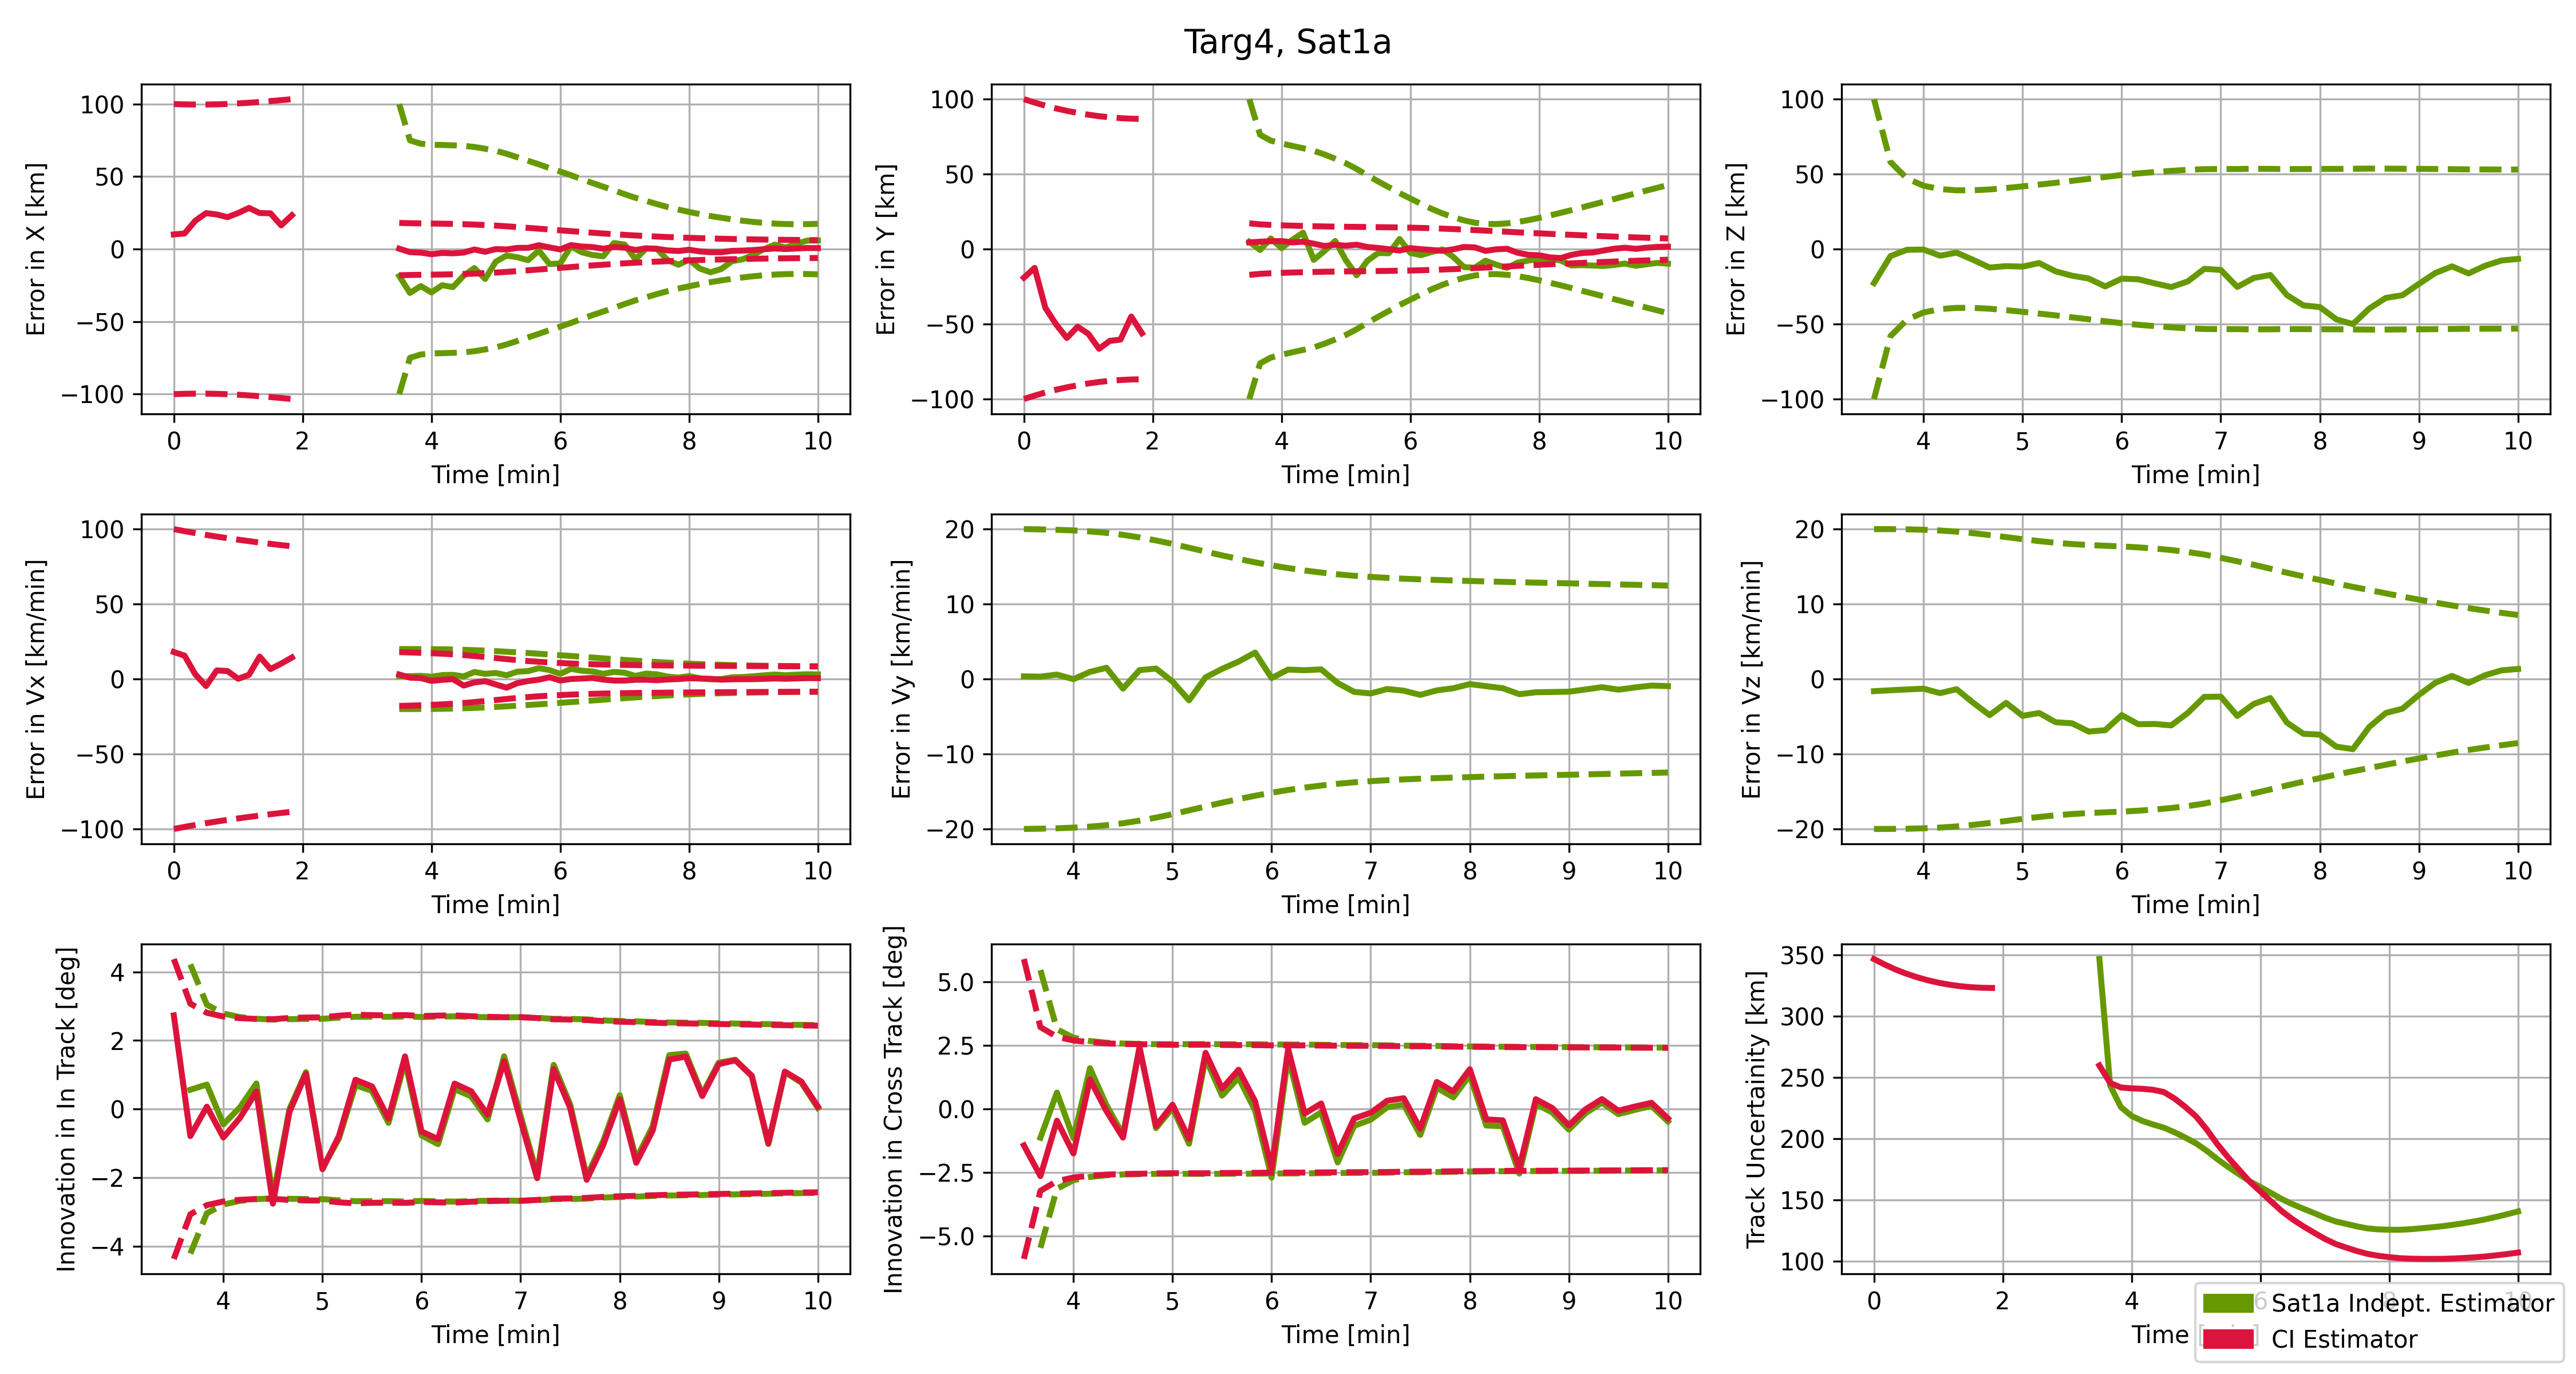 Targ4, Sat1a
Error in X [km]
100
50
0
−50
−100
0 2 4 6 8 10
Time [min]
Error in Y [km]
100
50
0
−50
−100
0 2 4 6 8 10
Time [min]
Error in Z [km]
100
50
0
−50
−100
4 5 6 7 8 9 10
Time [min]
Error in Vx [km/min]
100
50
0
−50
−100
0 2 4 6 8 10
Time [min]
Error in Vy [km/min]
20
10
0
−10
−20
4 5 6 7 8 9 10
Time [min]
Error in Vz [km/min]
20
10
0
−10
−20
4 5 6 7 8 9 10
Time [min]
Innovation in In Track [deg]
4
2
0
−2
−4
4 5 6 7 8 9 10
Time [min]
Innovation in Cross Track [deg]
5.0
2.5
0.0
−2.5
−5.0
4 5 6 7 8 9 10
Time [min]
Track Uncertainity [km]
350
300
250
200
150
100
0 2 4 6 8 10
Time [min]
Sat1a Indept. Estimator
CI Estimator